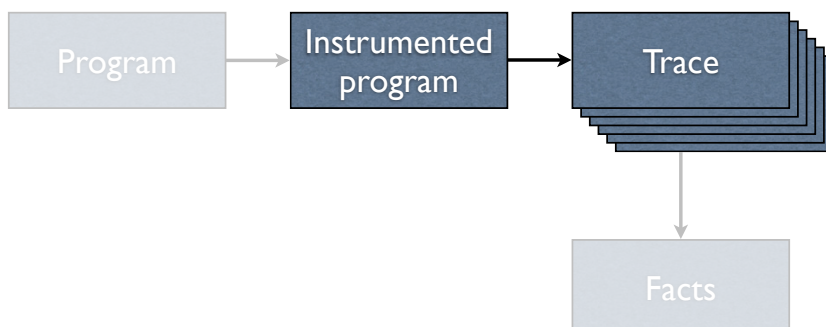 Program
Instrumented
program
Trace
Facts